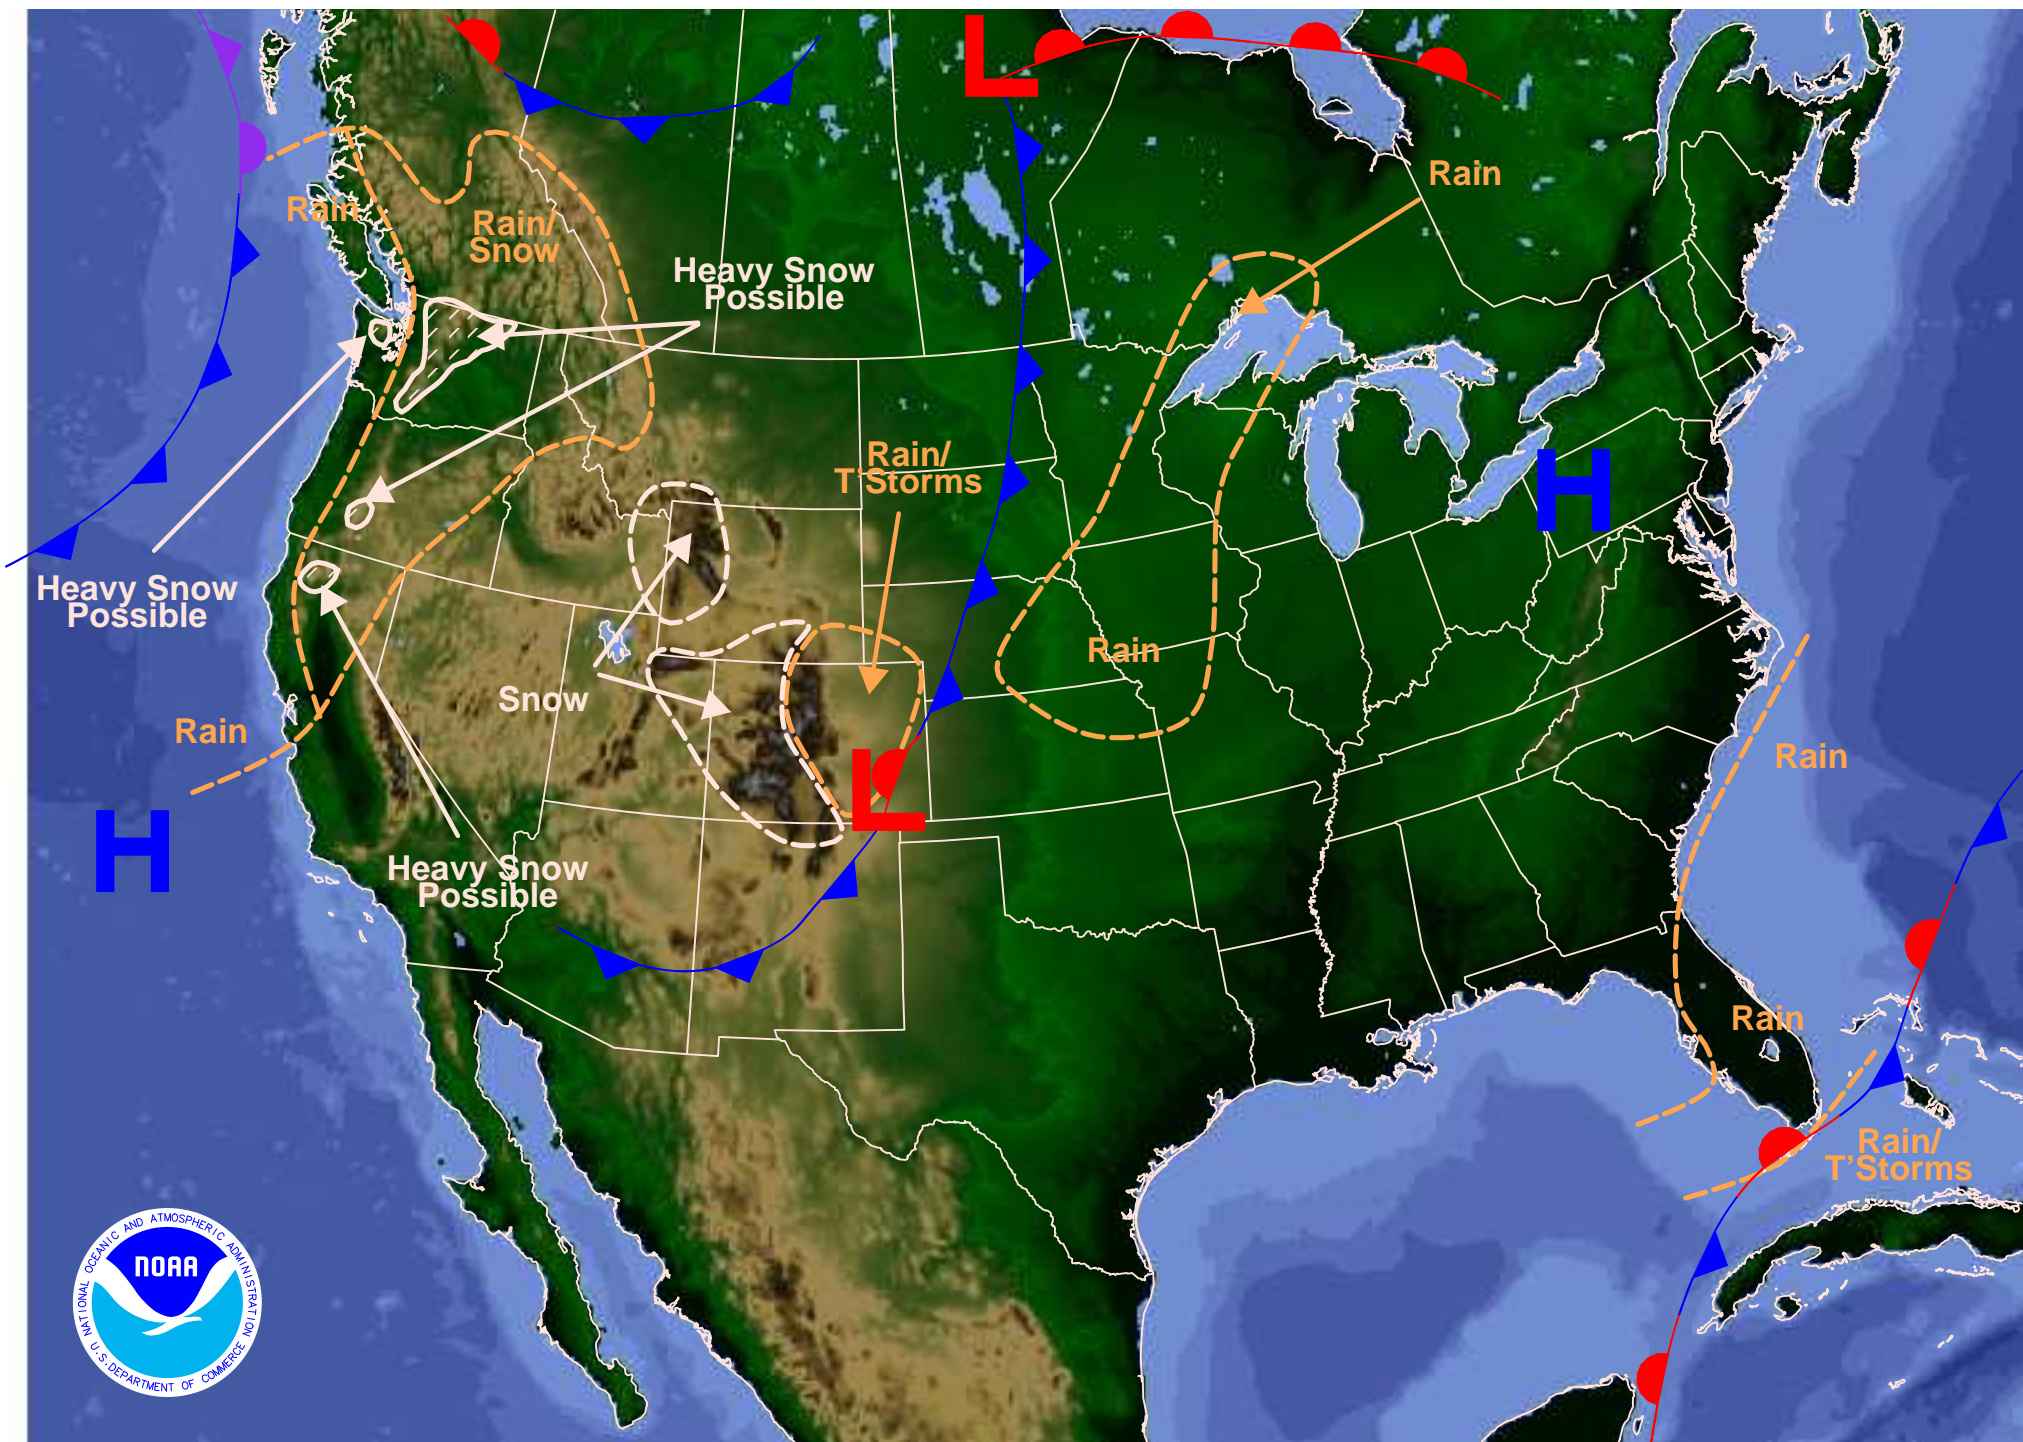 L
Rain
Rain
Rain/
Snow
Heavy Snow
Possible
Rain/
T'Storms
H
Heavy Snow
Possible
Rain
Snow
Rain
Rain
L
H
Heavy Snow
Possible
Rain
Rain/
T'Storms
NATIONAL OCEANIC AND ATMOSPHERIC ADMINISTRATION
NOAA
U.S. DEPARTMENT OF COMMERCE